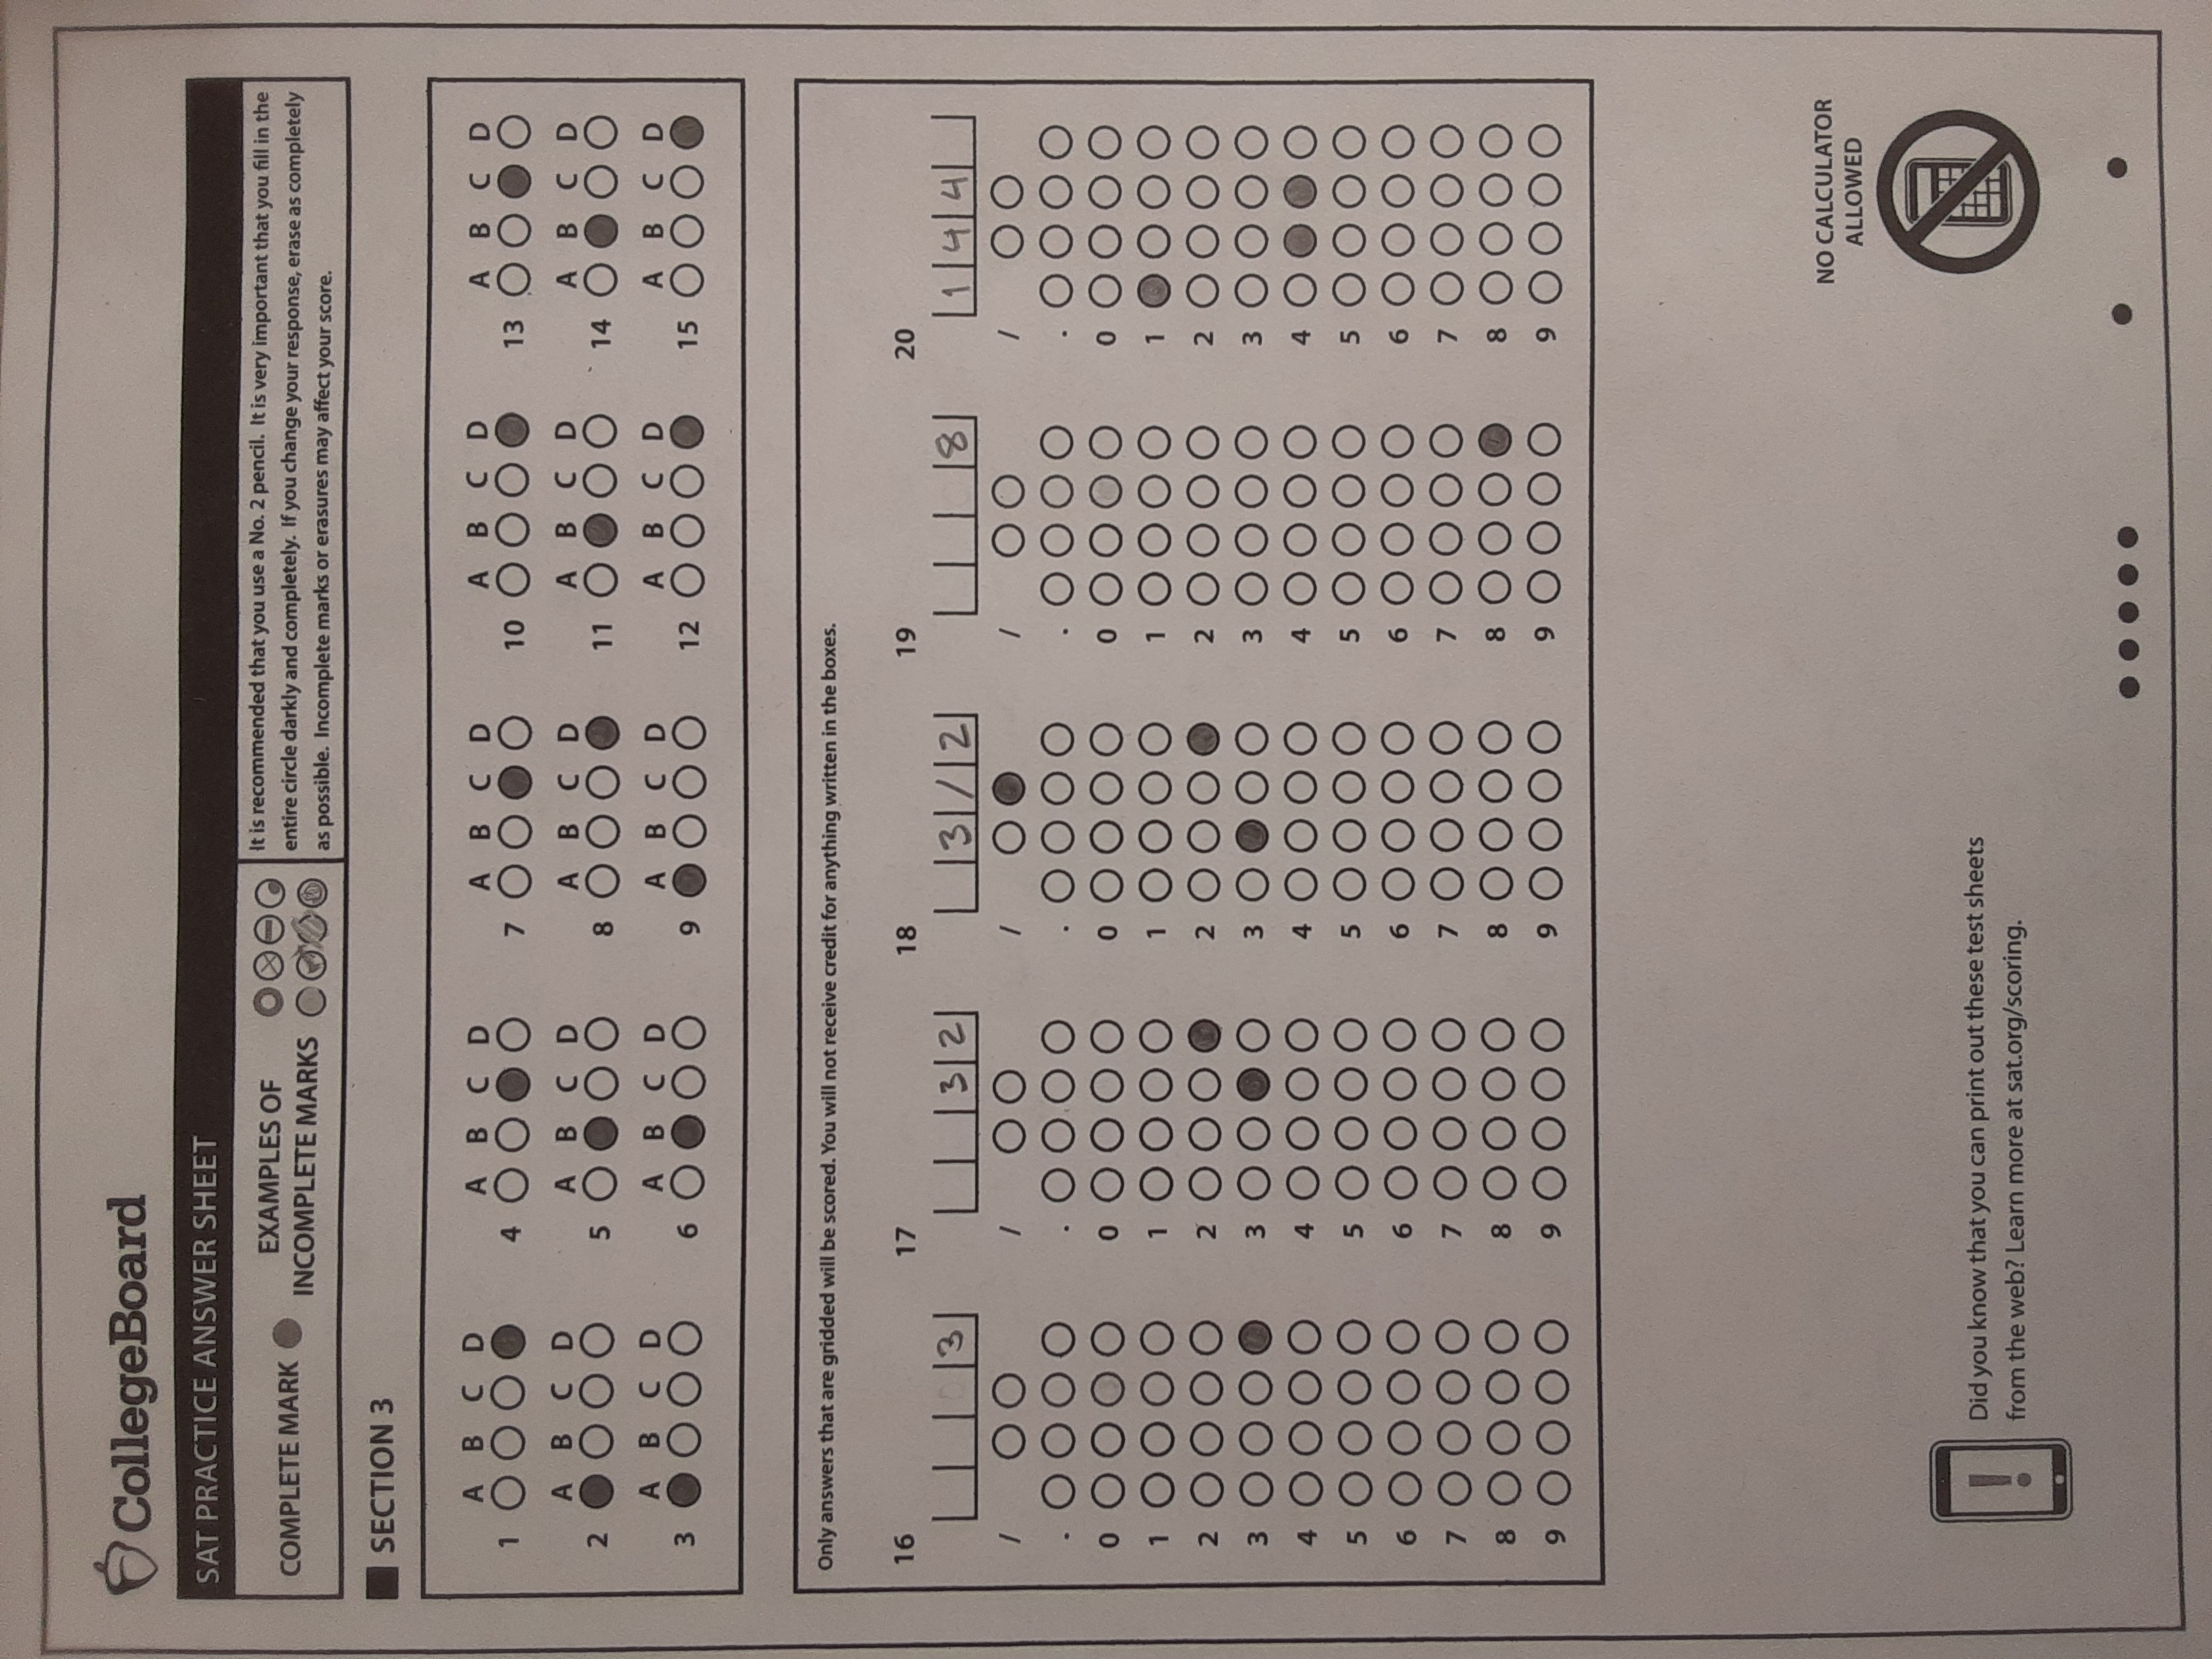 CollegeBoard
SAT PRACTICE ANSWER SHEET
COMPLETE MARK
EXAMPLES OF
INCOMPLETE MARKS
It is recommended that you use a No. 2 pencil. It is very important that you fill in the
entire circle darkly and completely. If you change your response, erase as completely
as possible. Incomplete marks or erasures may affect your score.
SECTION 3
A B C D A B C D A B C D A B C D A B C D
1 4 7 10 13
A B C D A B C D A B C D A B C D A B C D
2 5 8 11 14
A B C D A B C D A B C D A B C D A B C D
3 6 9 12 15
Only answers that are gridded will be scored. You will not receive credit for anything written in the boxes.
16 17 18 19 20
3 3 2 3 / 2 8 1 4 4
/ / / / /
. . . . .
0 0 0 0 0
1 1 1 1 1
2 2 2 2 2
3 3 3 3 3
4 4 4 4 4
5 5 5 5 5
6 6 6 6 6
7 7 7 7 7
8 8 8 8 8
9 9 9 9 9
NO CALCULATOR
ALLOWED
!
Did you know that you can print out these test sheets
from the web? Learn more at sat.org/scoring.